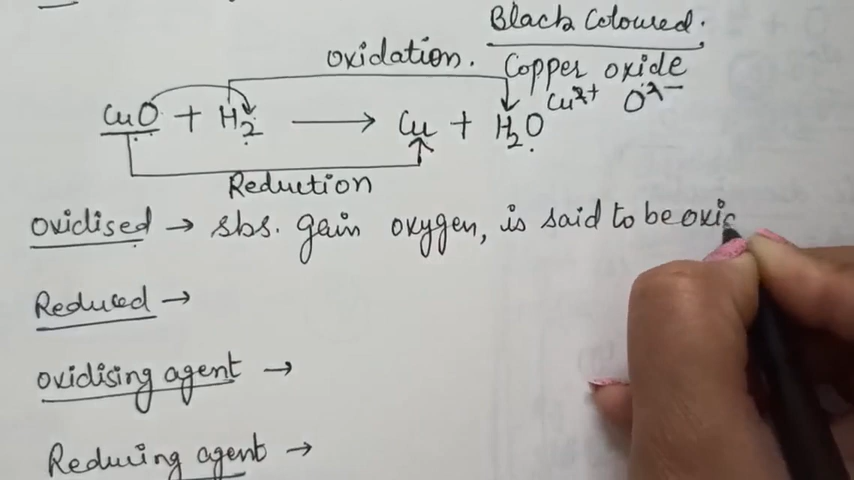 Black Coloured.
oxidation. Copper oxide
Cu²⁺ O²⁻
CuO + H₂ ⟶ Cu + H₂O
Reduction
oxidised → sbs. gain oxygen, is said to be oxi
Reduced →
oxidising agent →
Reducing agent →